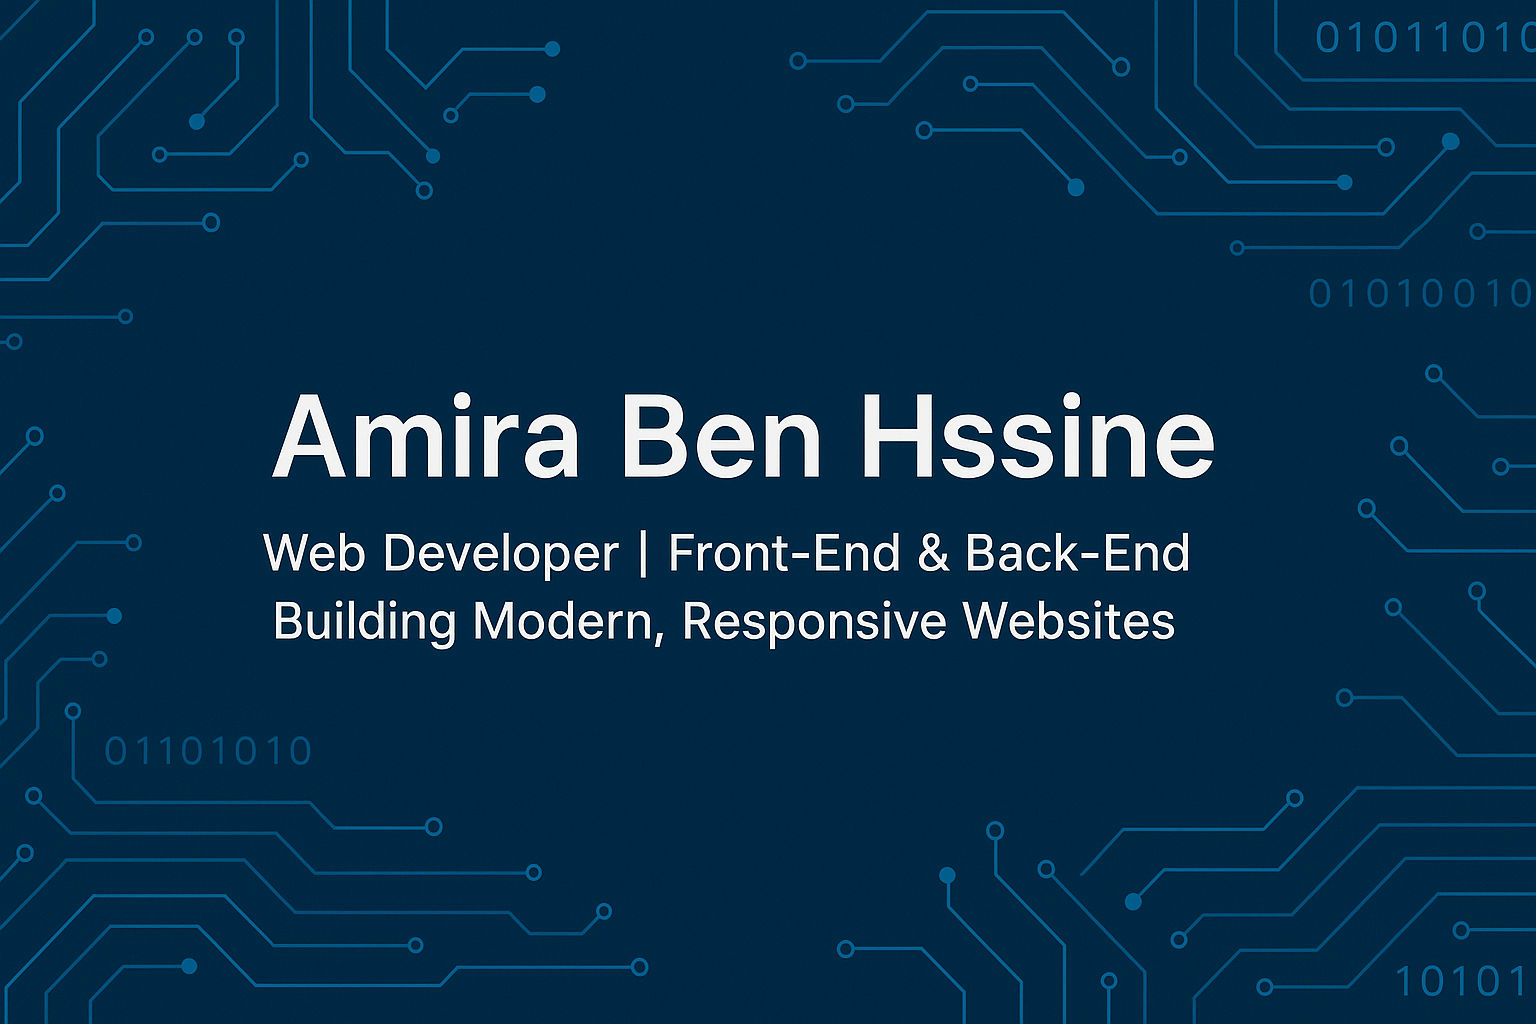 01011010
01010010
Amira Ben Hssine
Web Developer | Front-End & Back-End
Building Modern, Responsive Websites
01101010
10101